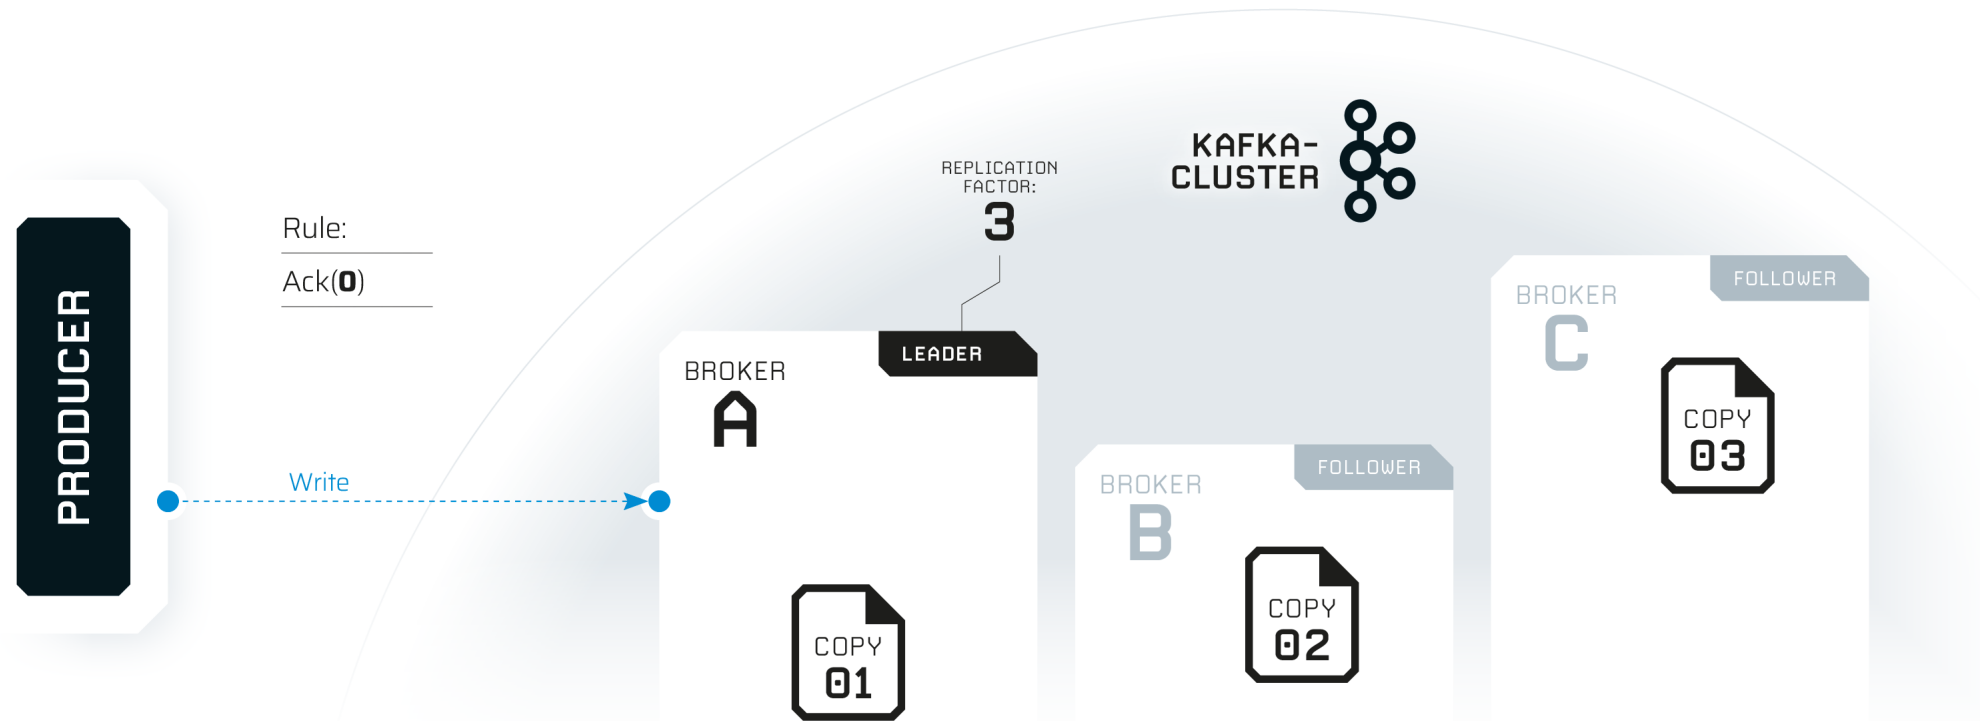 PRODUCER
Rule:
Ack(0)
Write
REPLICATION
FACTOR:
3
KAFKA-
CLUSTER
LEADER
BROKER
A
COPY
01
FOLLOWER
BROKER
B
COPY
02
FOLLOWER
BROKER
C
COPY
03